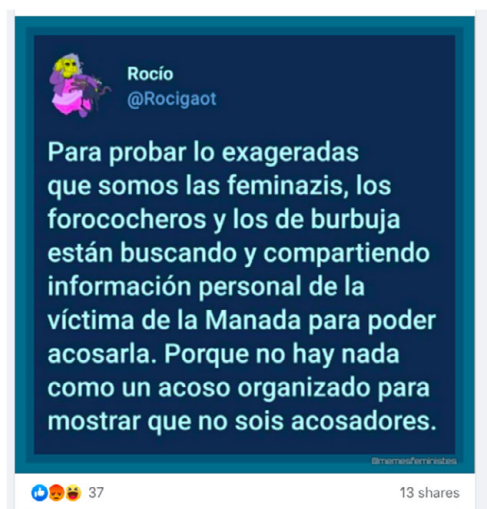 Rocío
@Rocigaot
Para probar lo exageradas
que somos las feminazis, los
forococheros y los de burbuja
están buscando y compartiendo
información personal de la
víctima de la Manada para poder
acosarla. Porque no hay nada
como un acoso organizado para
mostrar que no sois acosadores.
@memesfeministes
37
13 shares